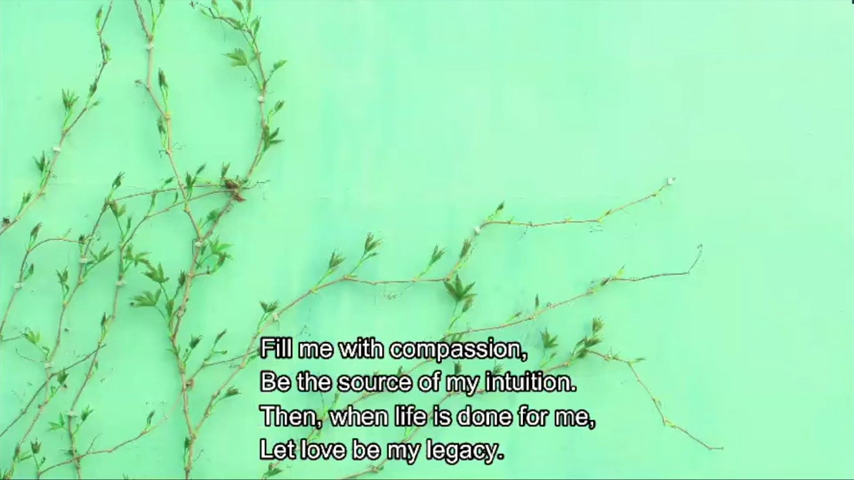 Fill me with compassion,
Be the source of my intuition.
Then, when life is done for me,
Let love be my legacy.